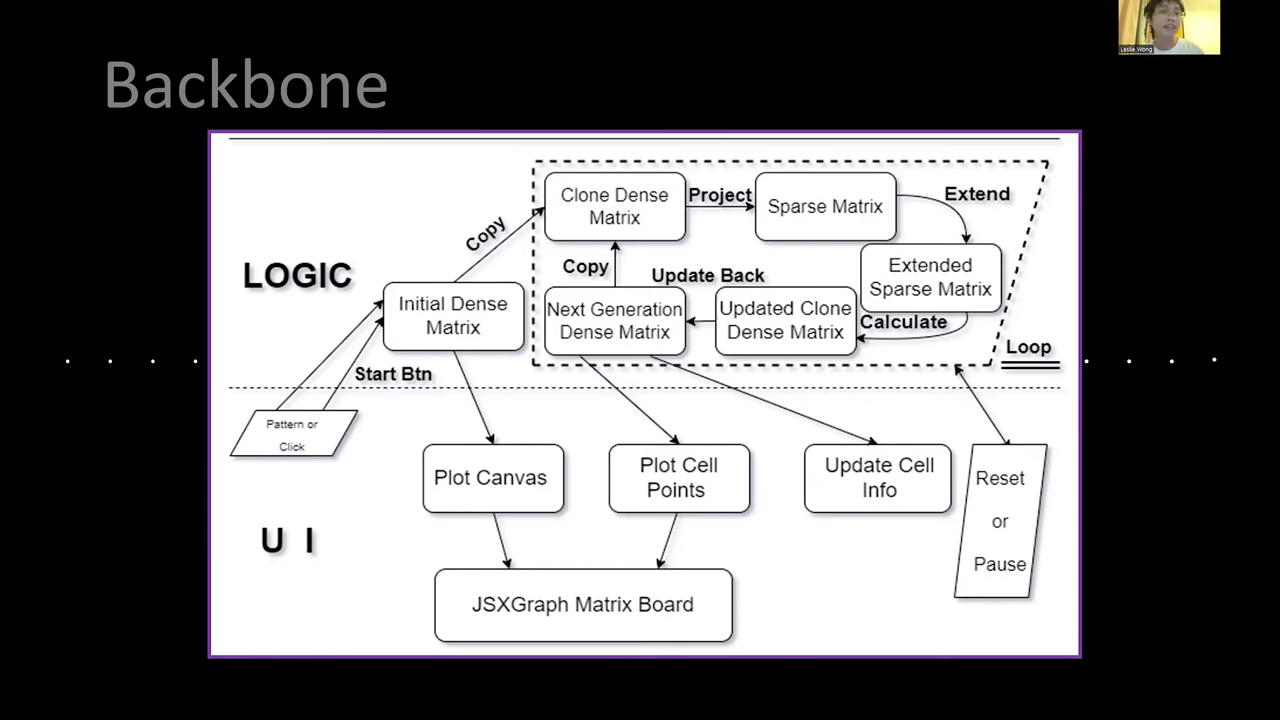 Leslie Wong
Backbone
LOGIC
Clone Dense
Matrix
Project
Sparse Matrix
Extend
Extended
Sparse Matrix
Calculate
Updated Clone
Dense Matrix
Update Back
Next Generation
Dense Matrix
Copy
Copy
Initial Dense
Matrix
Loop
Start Btn
Pattern or
Click
U I
Plot Canvas
Plot Cell
Points
Update Cell
Info
Reset
or
Pause
JSXGraph Matrix Board